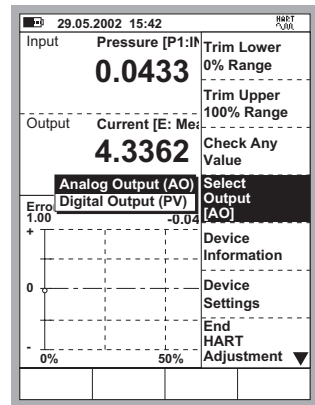 29.05.2002 15:42
HART
Input
Pressure [P1:IN
0.0433
Output
Current [E: Mea
4.3362
Analog Output (AO)
Digital Output (PV)
Erro
1.00
-0.04
+
0
-
0%
50%
Trim Lower
0% Range
Trim Upper
100% Range
Check Any
Value
Select
Output
[AO]
Device
Information
Device
Settings
End
HART
Adjustment